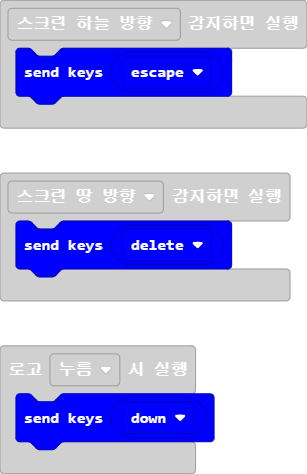 스크린 하늘 방향 감지하면 실행
send keys escape
스크린 땅 방향 감지하면 실행
send keys delete
로고 누름 시 실행
send keys down